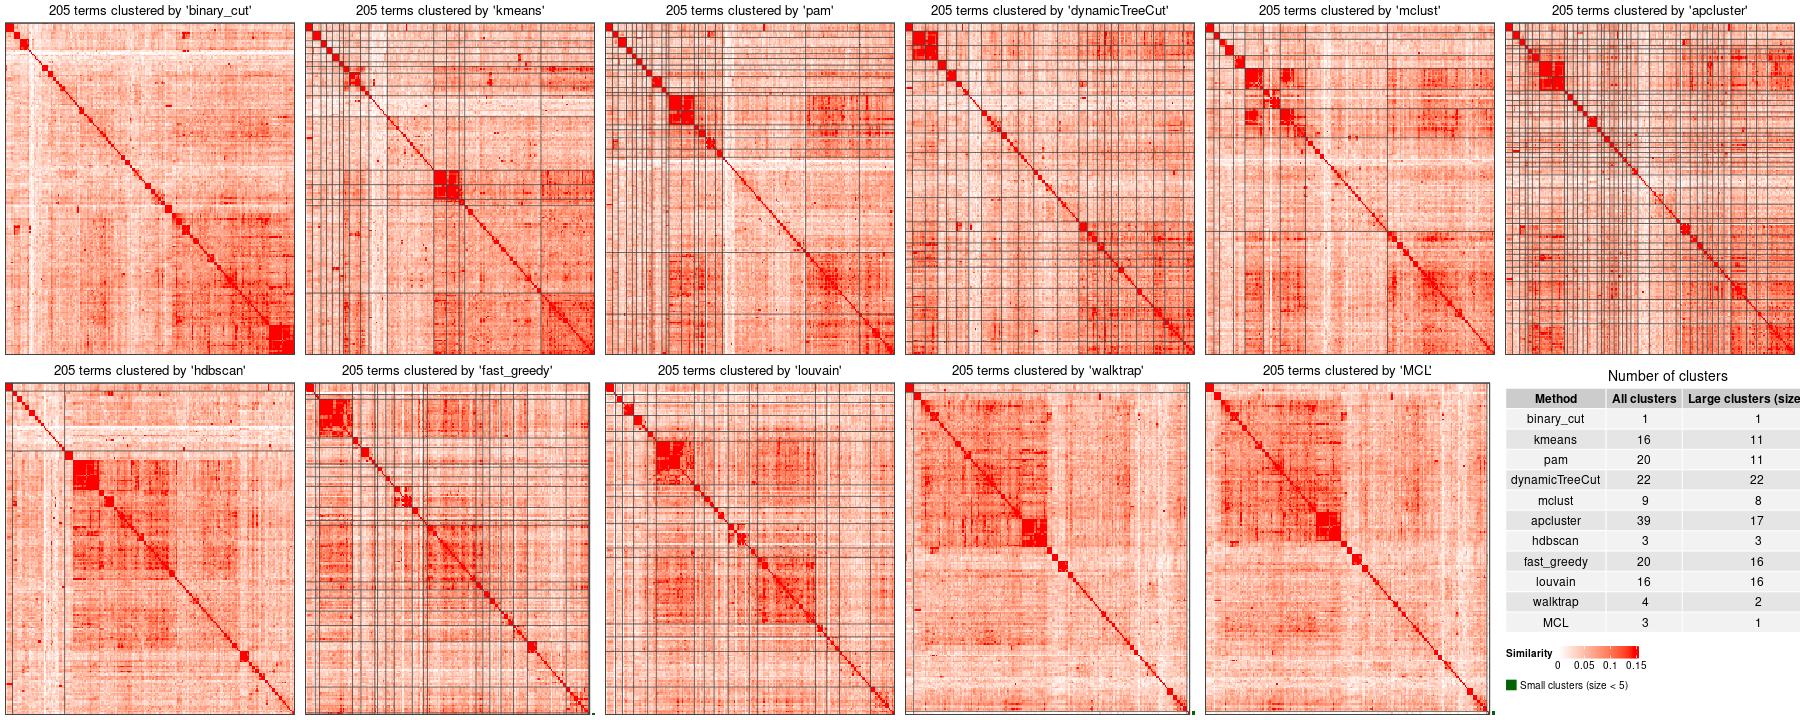 205 terms clustered by 'binary_cut'
205 terms clustered by 'kmeans'
205 terms clustered by 'pam'
205 terms clustered by 'dynamicTreeCut'
205 terms clustered by 'mclust'
205 terms clustered by 'apcluster'
205 terms clustered by 'hdbscan'
205 terms clustered by 'fast_greedy'
205 terms clustered by 'louvain'
205 terms clustered by 'walktrap'
205 terms clustered by 'MCL'
Number of clusters
Method All clusters Large clusters (size
binary_cut 1 1
kmeans 16 11
pam 20 11
dynamicTreeCut 22 22
mclust 9 8
apcluster 39 17
hdbscan 3 3
fast_greedy 20 16
louvain 16 16
walktrap 4 2
MCL 3 1
Similarity
0 0.05 0.1 0.15
Small clusters (size < 5)